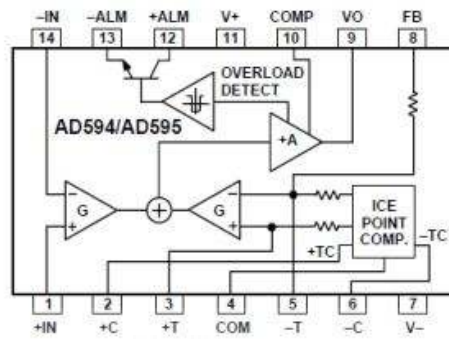 –IN –ALM +ALM V+ COMP VO FB
14 13 12 11 10 9 8
OVERLOAD
DETECT
AD594/AD595
+A
– G + + G – +
ICE
POINT
COMP.
+TC –TC
1 2 3 4 5 6 7
+IN +C +T COM –T –C V–